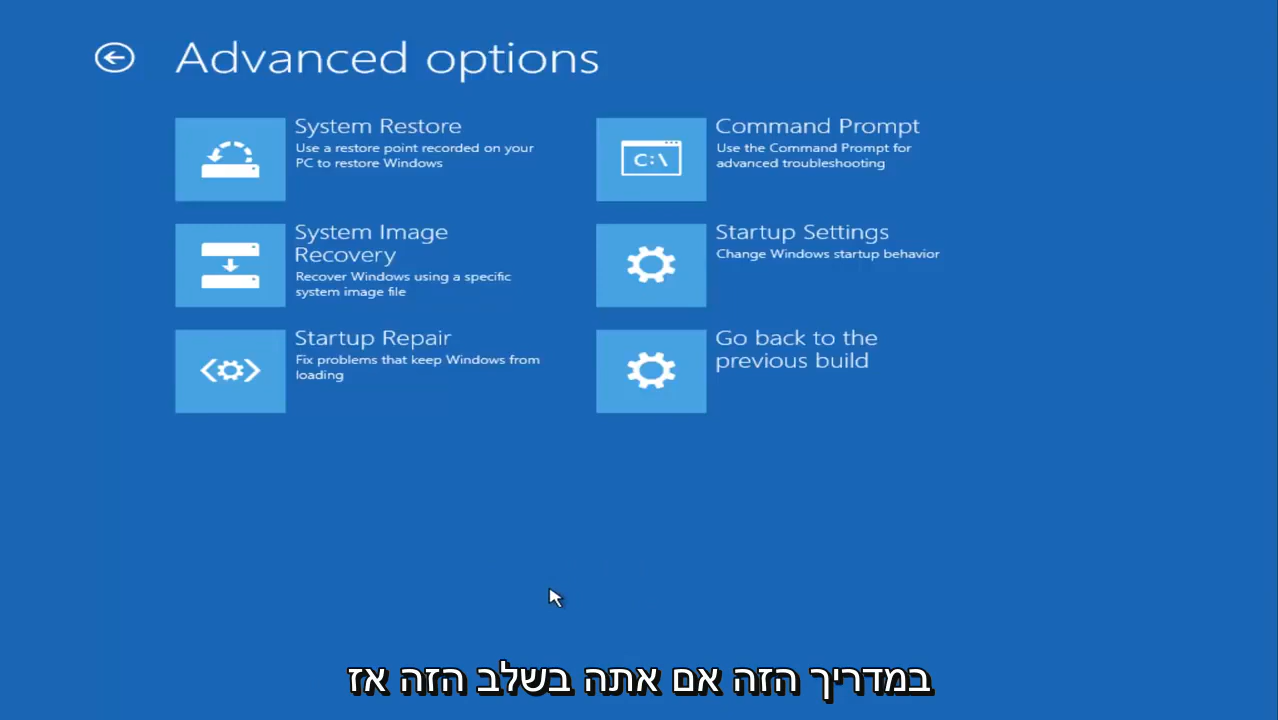 Advanced options
System Restore
Use a restore point recorded on your
PC to restore Windows
Command Prompt
Use the Command Prompt for
advanced troubleshooting
C:\
System Image
Recovery
Recover Windows using a specific
system image file
Startup Settings
Change Windows startup behavior
Startup Repair
Fix problems that keep Windows from
loading
Go back to the
previous build
במדריך הזה אם אתה בשלב הזה אז